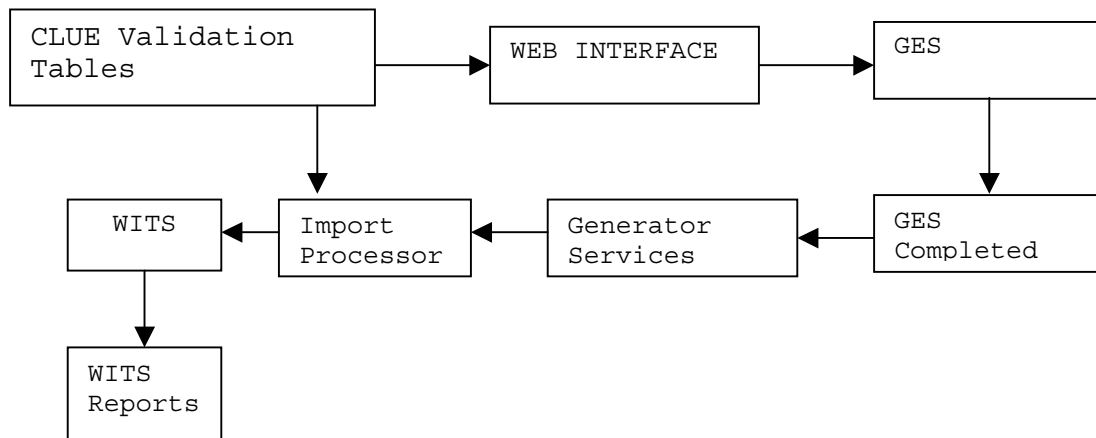 CLUE Validation
Tables
WEB INTERFACE
GES
WITS
Import
Processor
Generator
Services
GES
Completed
WITS
Reports